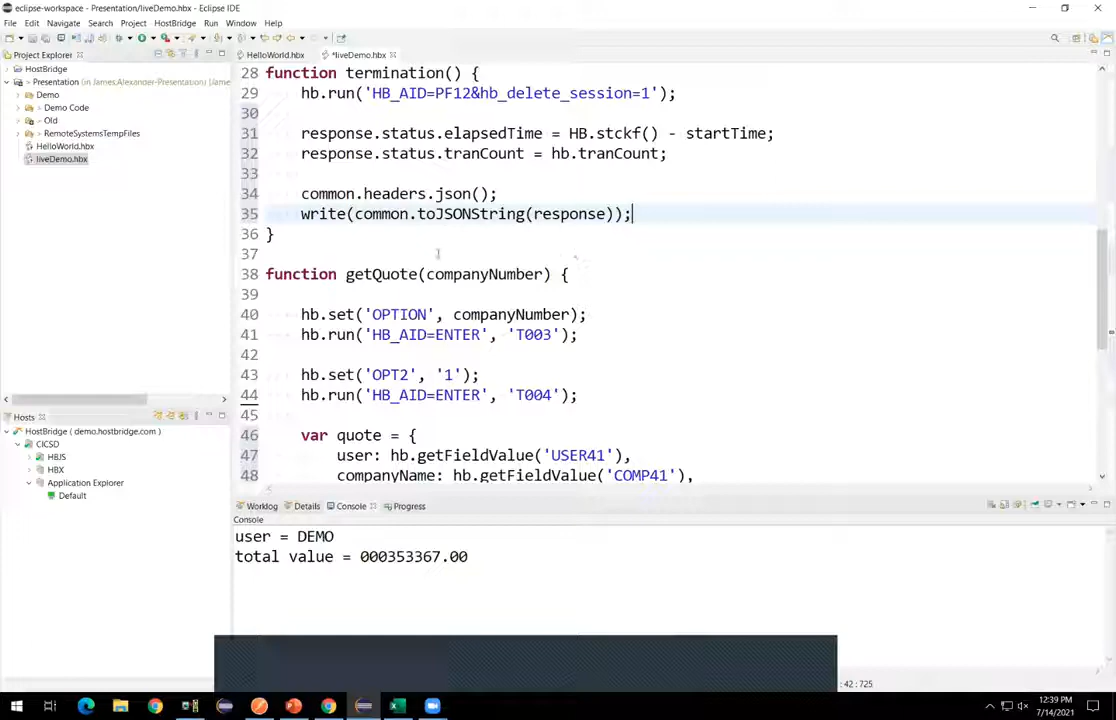 eclipse-workspace - Presentation/liveDemo.hbx - Eclipse IDE
File Edit Navigate Search Project HostBridge Run Window Help
Project Explorer
HelloWorld.hbx
*liveDemo.hbx
HostBridge
Presentation (in James;Alexander-Presentation) [Jame
Demo
Demo Code
Old
RemoteSystemsTempFiles
HelloWorld.hbx
liveDemo.hbx
28 function termination() {
29 hb.run('HB_AID=PF12&hb_delete_session=1');
30
31 response.status.elapsedTime = HB.stckf() - startTime;
32 response.status.tranCount = hb.tranCount;
33
34 common.headers.json();
35 write(common.toJSONString(response));
36 }
37
38 function getQuote(companyNumber) {
39
40 hb.set('OPTION', companyNumber);
41 hb.run('HB_AID=ENTER', 'T003');
42
43 hb.set('OPT2', '1');
44 hb.run('HB_AID=ENTER', 'T004');
45
46 var quote = {
47 user: hb.getFieldValue('USER41'),
48 companyName: hb.getFieldValue('COMP41'),
Hosts
HostBridge ( demo.hostbridge.com )
CICSD
HBJS
HBX
Application Explorer
Default
Worklog Details Console Progress
Console
user = DEMO
total value = 000353367.00
: 42 : 725
12:39 PM
7/14/2021